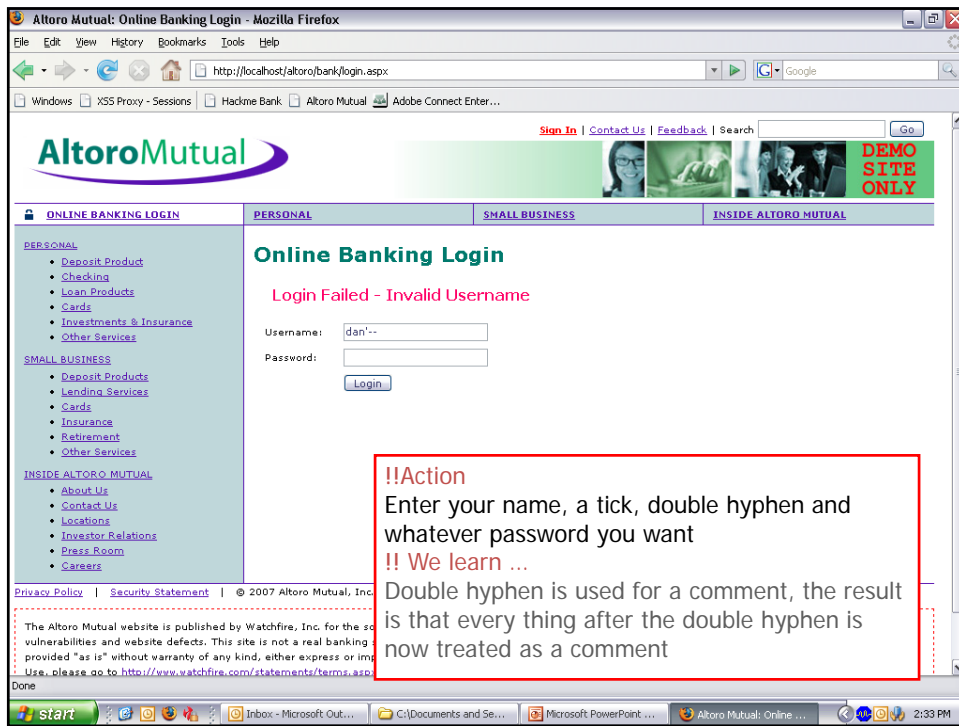 Altoro Mutual: Online Banking Login - Mozilla Firefox
File Edit View History Bookmarks Tools Help
http://localhost/altoro/bank/login.aspx
G Google
Windows XSS Proxy - Sessions Hackme Bank Altoro Mutual Adobe Connect Enter...
Sign In | Contact Us | Feedback | Search Go
AltoroMutual
DEMO
SITE
ONLY
ONLINE BANKING LOGIN PERSONAL SMALL BUSINESS INSIDE ALTORO MUTUAL
PERSONAL
• Deposit Product
• Checking
• Loan Products
• Cards
• Investments & Insurance
• Other Services
SMALL BUSINESS
• Deposit Products
• Lending Services
• Cards
• Insurance
• Retirement
• Other Services
INSIDE ALTORO MUTUAL
• About Us
• Contact Us
• Locations
• Investor Relations
• Press Room
• Careers
Online Banking Login
Login Failed - Invalid Username
Username: dan'--
Password:
Login
!!Action
Enter your name, a tick, double hyphen and
whatever password you want
!! We learn ...
Double hyphen is used for a comment, the result
is that every thing after the double hyphen is
now treated as a comment
Privacy Policy | Security Statement | © 2007 Altoro Mutual, Inc.
The Altoro Mutual website is published by Watchfire, Inc. for the so
vulnerabilities and website defects. This site is not a real banking
provided "as is" without warranty of any kind, either express or imp
Use, please go to http://www.watchfire.com/statements/terms.asp
Done
start Inbox - Microsoft Out... C:\Documents and Se... Microsoft PowerPoint ... Altoro Mutual: Online ... 2:33 PM